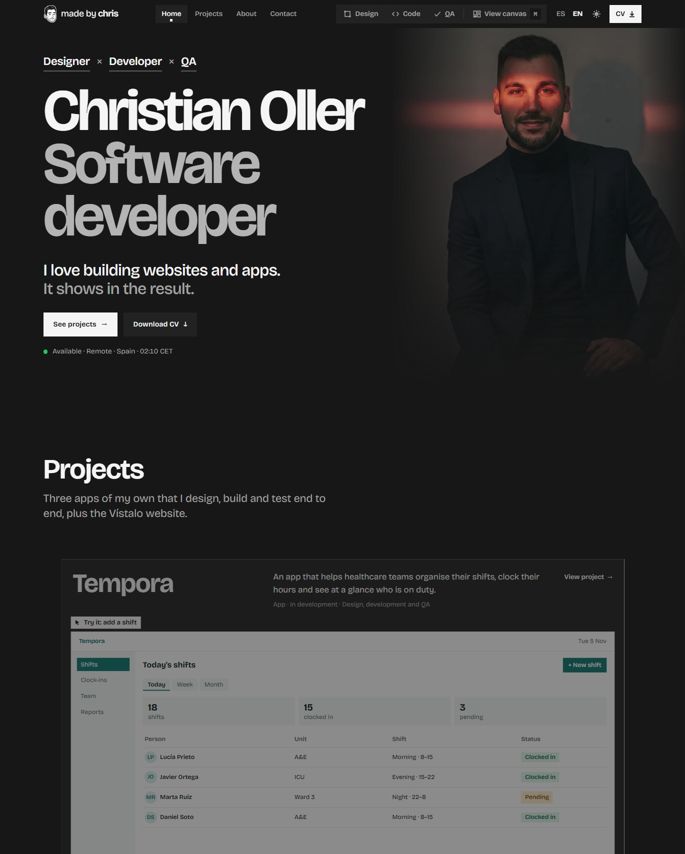 made by chris
Home Projects About Contact
Design Code QA View canvas M
ES EN
CV
Designer × Developer × QA
Christian Oller
Software
developer
I love building websites and apps.
It shows in the result.
See projects →
Download CV ↓
Available · Remote · Spain · 02:10 CET
Projects
Three apps of my own that I design, build and test end to
end, plus the Vístalo website.
Tempora
An app that helps healthcare teams organise their shifts, clock their
hours and see at a glance who is on duty.
App · In development · Design, development and QA
View project →
Try it: add a shift
Tempora
Tue 5 Nov
Shifts
Clock-ins
Team
Reports
Today's shifts
+ New shift
Today Week Month
18
shifts
15
clocked in
3
pending
Person Unit Shift Status
LP Lucía Prieto A&E Morning · 8–15 Clocked in
JO Javier Ortega ICU Evening · 15–22 Clocked in
MR Marta Ruiz Ward 3 Night · 22–8 Pending
DS Daniel Soto A&E Morning · 8–15 Clocked in